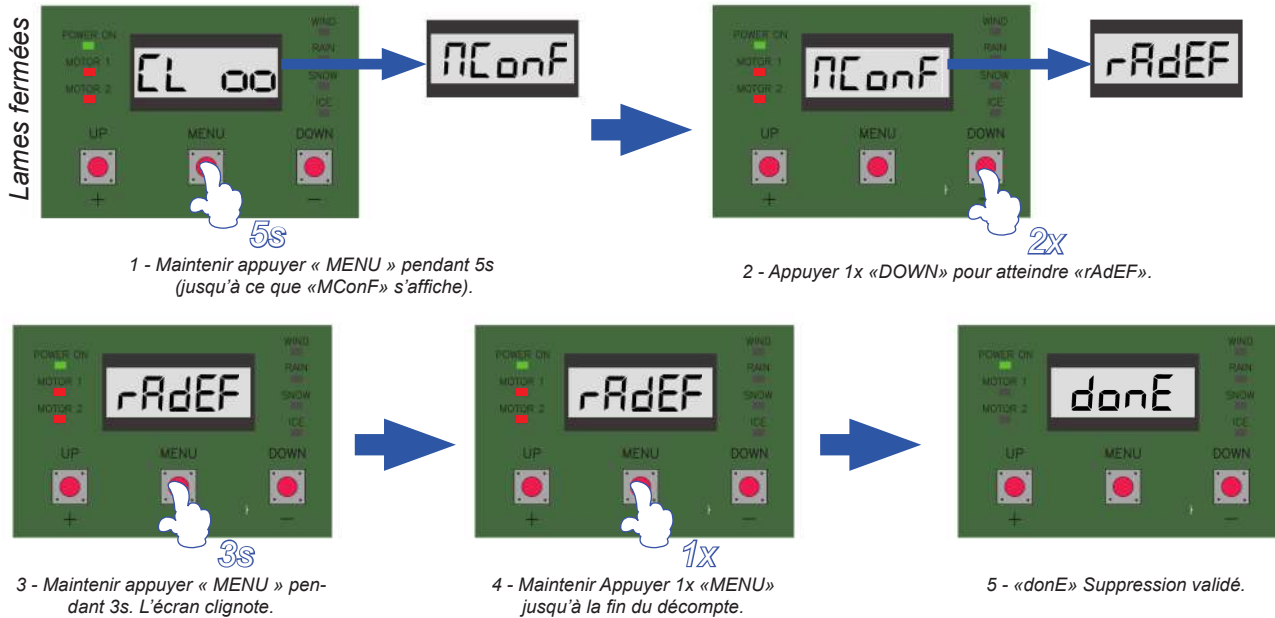 Lames fermées
POWER ON
MOTOR 1
MOTOR 2
CL oo
WIND
RAIN
SNOW
ICE
UP
MENU
DOWN
+
−
MConF
5s
1 - Maintenir appuyer « MENU » pendant 5s
(jusqu'à ce que «MConF» s'affiche).
POWER ON
MOTOR 1
MOTOR 2
MConF
WIND
RAIN
SNOW
ICE
UP
MENU
DOWN
+
rAdEF
2x
2 - Appuyer 1x «DOWN» pour atteindre «rAdEF».
POWER ON
MOTOR 1
MOTOR 2
rAdEF
WIND
RAIN
SNOW
ICE
UP
MENU
DOWN
+
−
3s
3 - Maintenir appuyer « MENU » pen-
dant 3s. L'écran clignote.
POWER ON
MOTOR 1
MOTOR 2
rAdEF
WIND
RAIN
SNOW
ICE
UP
MENU
DOWN
+
−
1x
4 - Maintenir Appuyer 1x «MENU»
jusqu'à la fin du décompte.
POWER ON
MOTOR 1
MOTOR 2
donE
WIND
RAIN
SNOW
ICE
UP
MENU
DOWN
+
−
5 - «donE» Suppression validé.